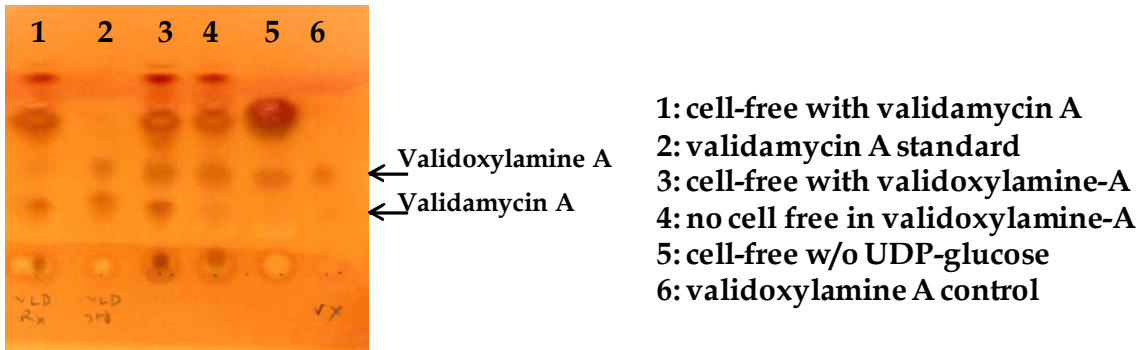 1 2 3 4 5 6
Validoxylamine A
Validamycin A
VLD
Rx
VLD
std
VX
1: cell-free with validamycin A
2: validamycin A standard
3: cell-free with validoxylamine-A
4: no cell free in validoxylamine-A
5: cell-free w/o UDP-glucose
6: validoxylamine A control